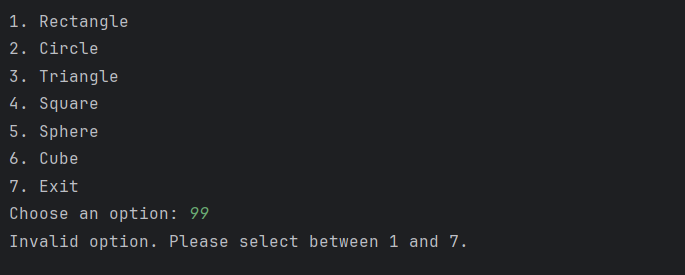 1. Rectangle
2. Circle
3. Triangle
4. Square
5. Sphere
6. Cube
7. Exit
Choose an option: 99
Invalid option. Please select between 1 and 7.